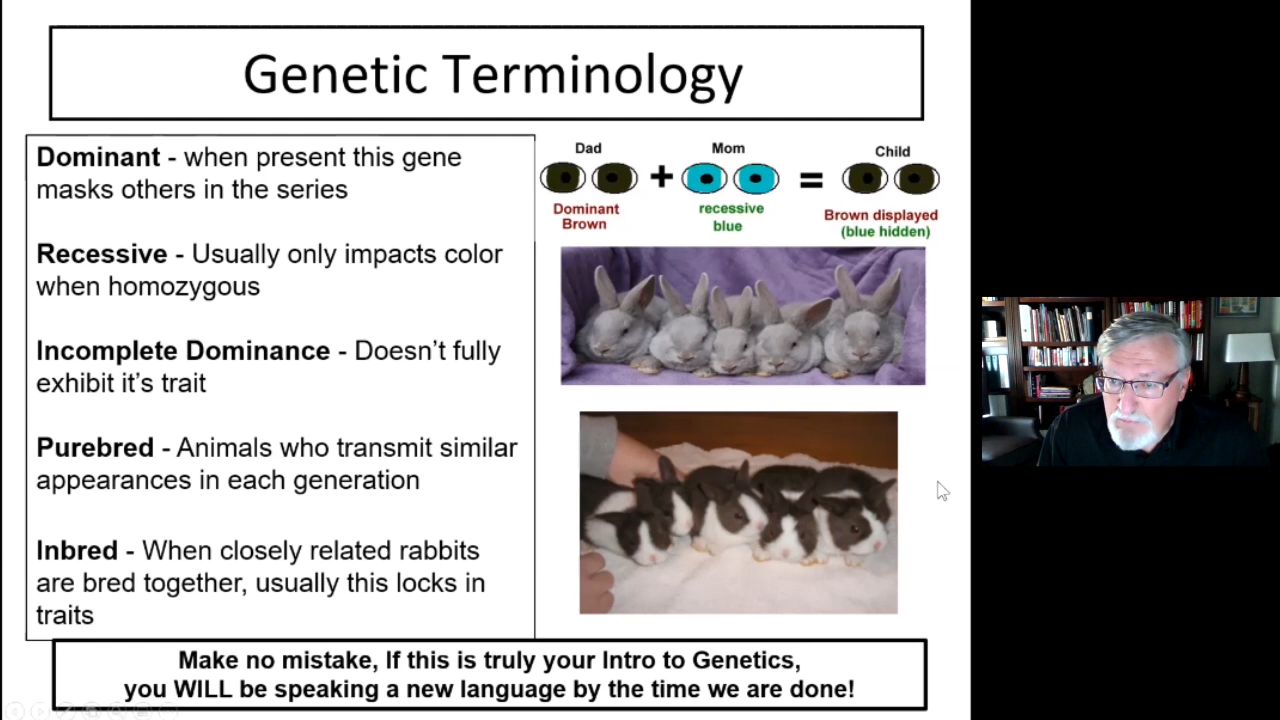 Genetic Terminology
Dominant - when present this gene
masks others in the series
Recessive - Usually only impacts color
when homozygous
Incomplete Dominance - Doesn’t fully
exhibit it’s trait
Purebred - Animals who transmit similar
appearances in each generation
Inbred - When closely related rabbits
are bred together, usually this locks in
traits
Dad
Mom
Child
+
=
Dominant
Brown
recessive
blue
Brown displayed
(blue hidden)
Make no mistake, If this is truly your Intro to Genetics,
you WILL be speaking a new language by the time we are done!